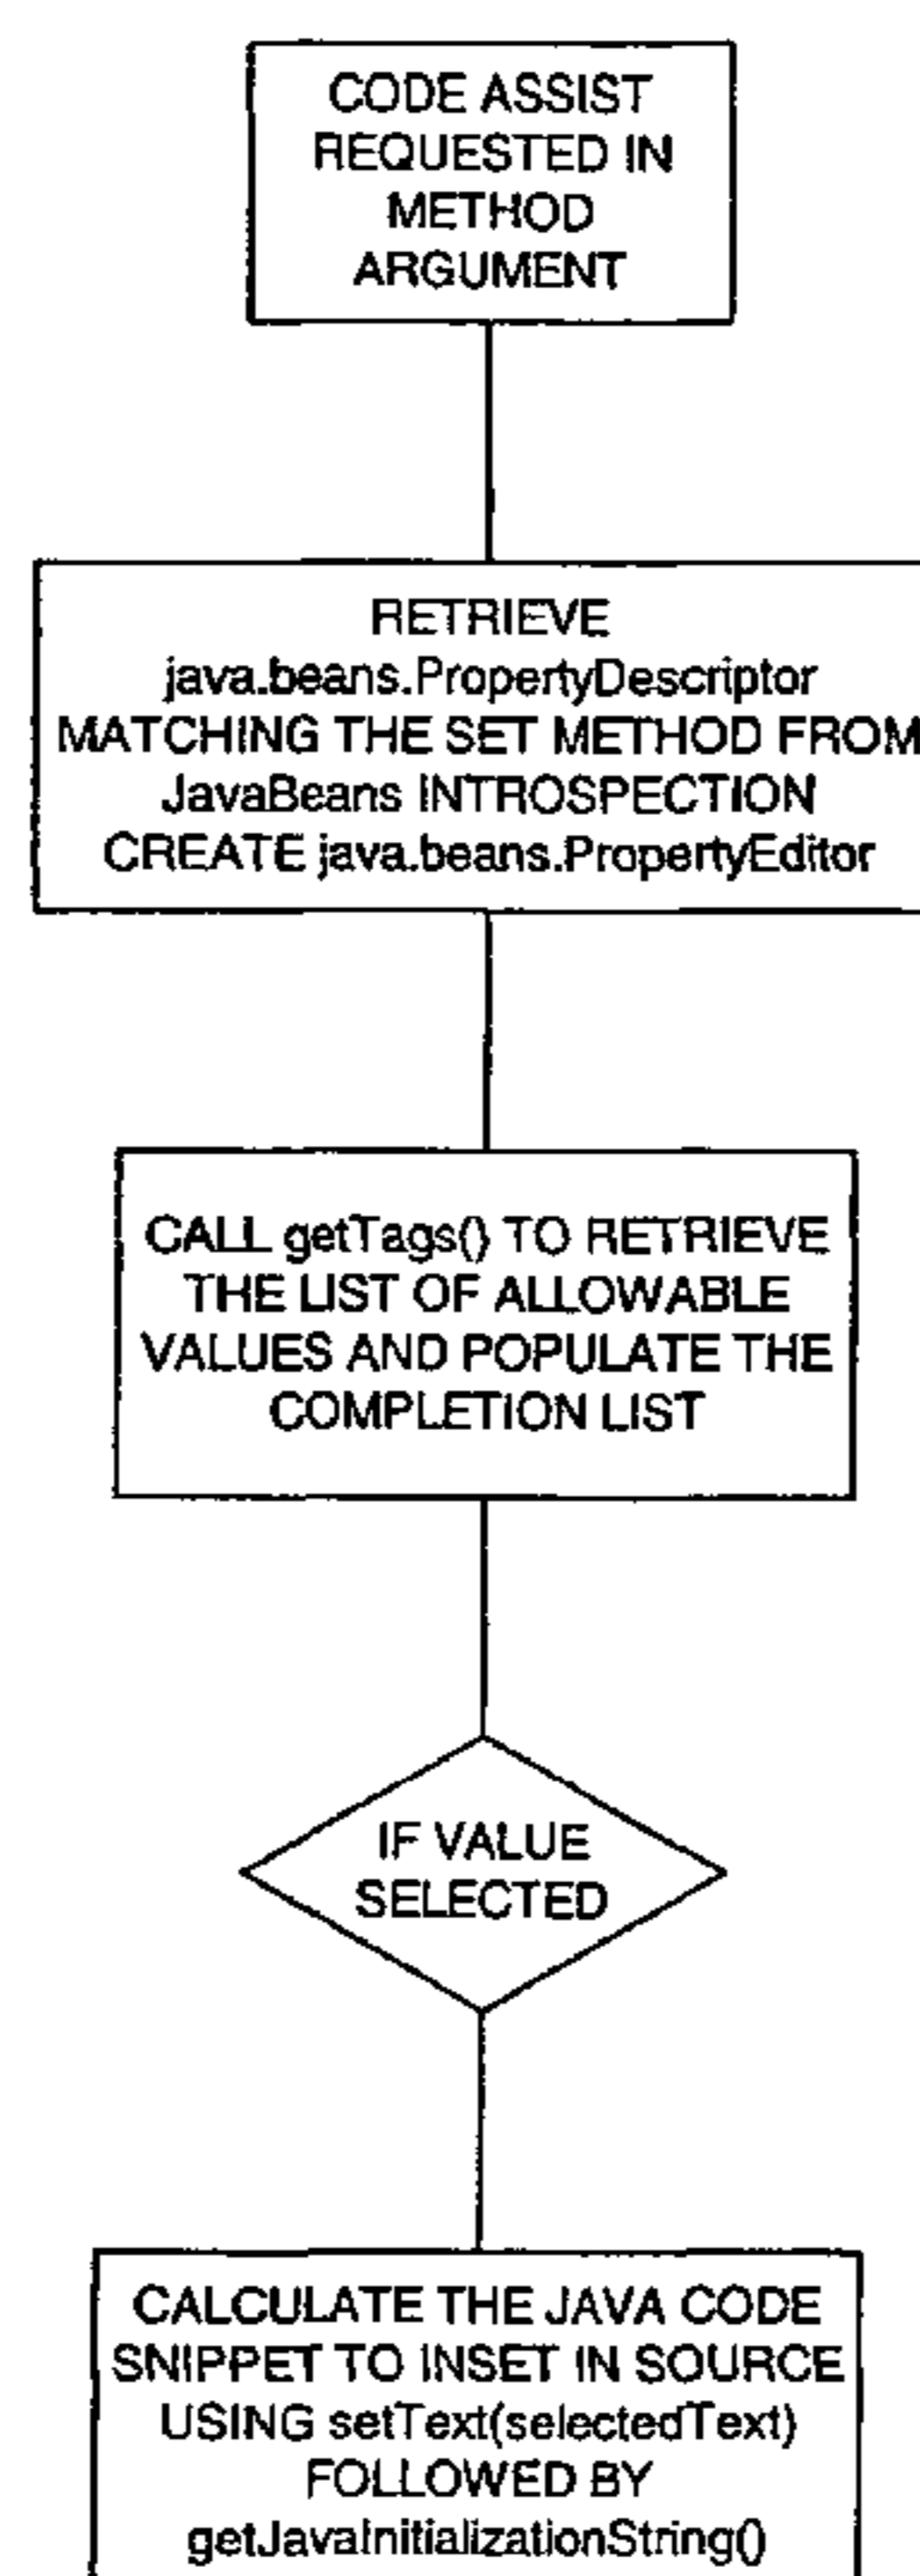 CODE ASSIST
REQUESTED IN
METHOD
ARGUMENT
RETRIEVE
java.beans.PropertyDescriptor
MATCHING THE SET METHOD FROM
JavaBeans INTROSPECTION
CREATE java.beans.PropertyEditor
CALL getTags() TO RETRIEVE
THE LIST OF ALLOWABLE
VALUES AND POPULATE THE
COMPLETION LIST
IF VALUE
SELECTED
CALCULATE THE JAVA CODE
SNIPPET TO INSET IN SOURCE
USING setText(selectedText)
FOLLOWED BY
getJavaInitializationString()